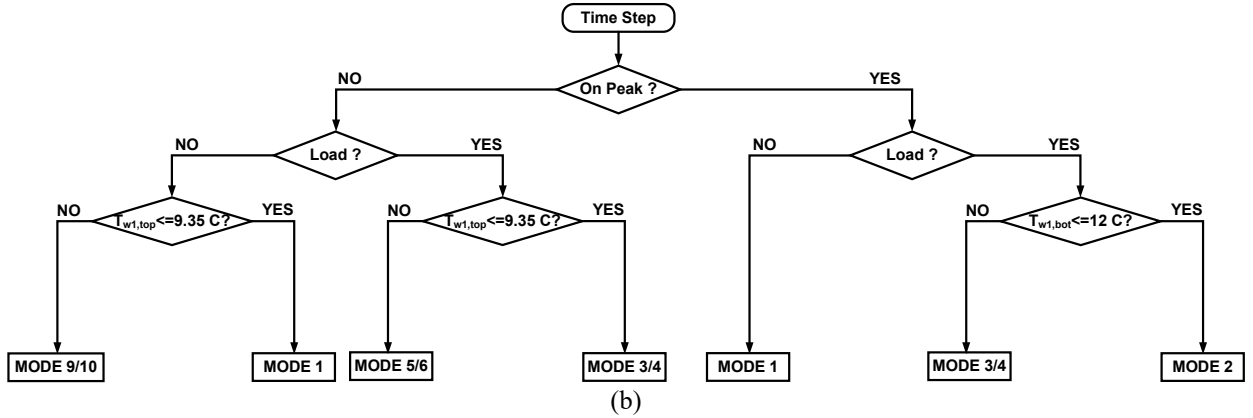 Time Step
NO
On Peak ?
YES
NO
Load ?
YES
NO
Load ?
YES
NO
Tw1,top<=9.35 C?
YES
NO
Tw1,top<=9.35 C?
YES
NO
Tw1,bot<=12 C?
YES
MODE 9/10
MODE 1
MODE 5/6
MODE 3/4
MODE 1
MODE 3/4
MODE 2
(b)